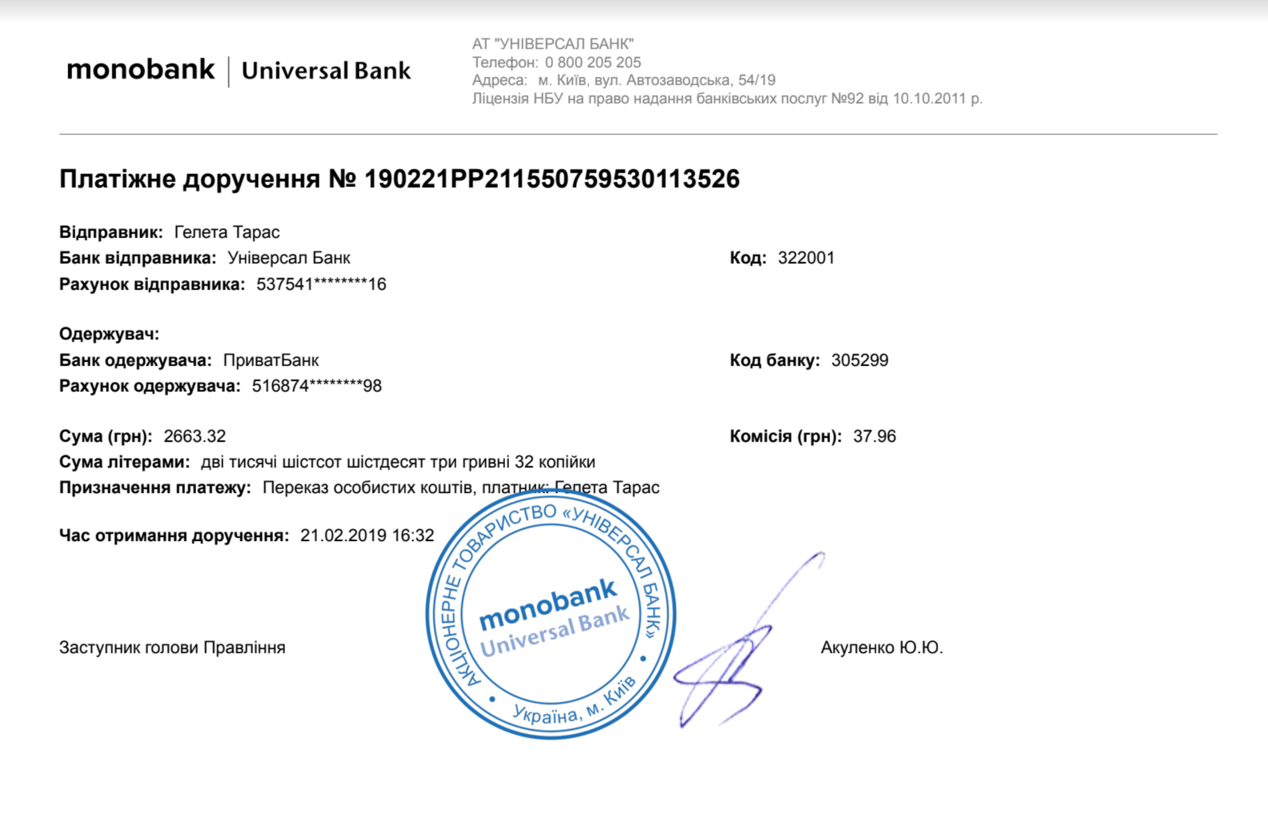 monobank | Universal Bank
АТ "УНІВЕРСАЛ БАНК"
Телефон: 0 800 205 205
Адреса: м. Київ, вул. Автозаводська, 54/19
Ліцензія НБУ на право надання банківських послуг №92 від 10.10.2011 р.
Платіжне доручення № 190221PP211550759530113526
Відправник: Гелета Тарас
Банк відправника: Універсал Банк Код: 322001
Рахунок відправника: 537541********16
Одержувач:
Банк одержувача: ПриватБанк Код банку: 305299
Рахунок одержувача: 516874********98
Сума (грн): 2663.32 Комісія (грн): 37.96
Сума літерами: дві тисячі шістсот шістдесят три гривні 32 копійки
Призначення платежу: Переказ особистих коштів, платник: Гелета Тарас
Час отримання доручення: 21.02.2019 16:32
АКЦІОНЕРНЕ ТОВАРИСТВО «УНІВЕРСАЛ БАНК»
monobank
Universal Bank
• Україна, м. Київ •
Заступник голови Правління Акуленко Ю.Ю.